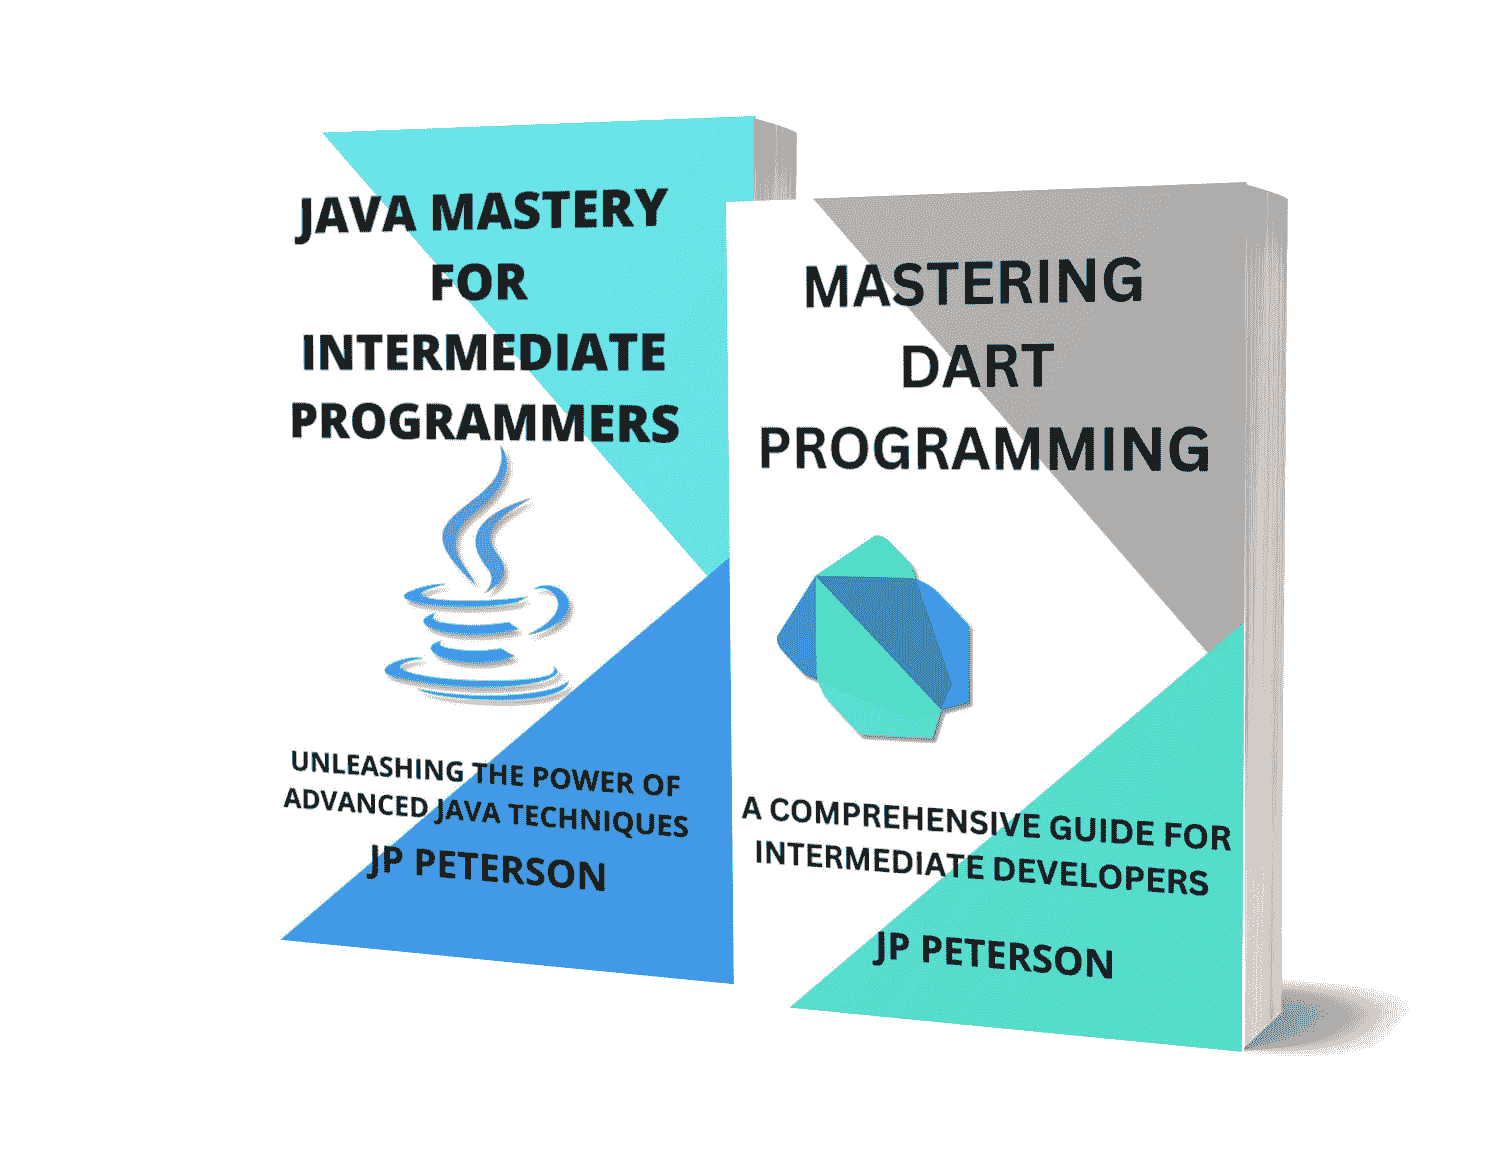 JAVA MASTERY
FOR
INTERMEDIATE
PROGRAMMERS
UNLEASHING THE POWER OF
ADVANCED JAVA TECHNIQUES
JP PETERSON
MASTERING
DART
PROGRAMMING
A COMPREHENSIVE GUIDE FOR
INTERMEDIATE DEVELOPERS
JP PETERSON